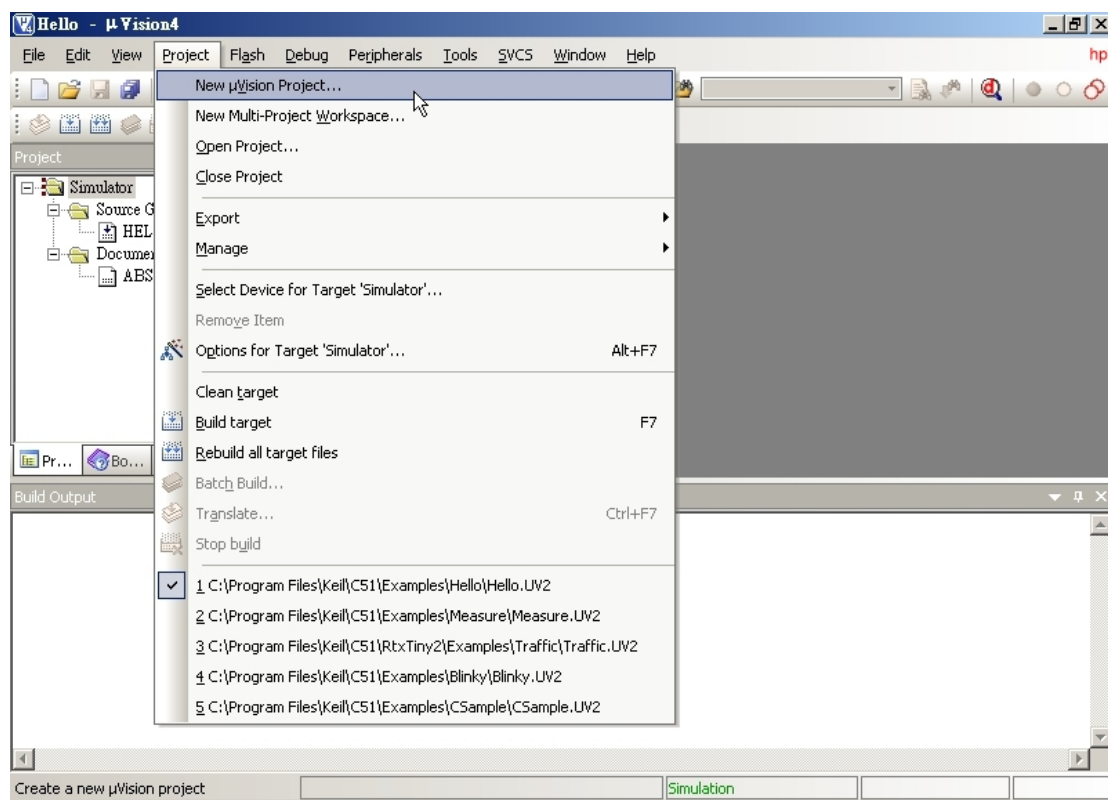 Hello - µVision4
File Edit View Project Flash Debug Peripherals Tools SVCS Window Help
hp
New µVision Project...
New Multi-Project Workspace...
Open Project...
Close Project
Export
Manage
Select Device for Target 'Simulator'...
Remove Item
Options for Target 'Simulator'... Alt+F7
Clean target
Build target F7
Rebuild all target files
Batch Build...
Translate... Ctrl+F7
Stop build
1 C:\Program Files\Keil\C51\Examples\Hello\Hello.UV2
2 C:\Program Files\Keil\C51\Examples\Measure\Measure.UV2
3 C:\Program Files\Keil\C51\RtxTiny2\Examples\Traffic\Traffic.UV2
4 C:\Program Files\Keil\C51\Examples\Blinky\Blinky.UV2
5 C:\Program Files\Keil\C51\Examples\CSample\CSample.UV2
Project
Simulator
Source G
HEL
Documen
ABS
Pr... Bo...
Build Output
Create a new µVision project
Simulation